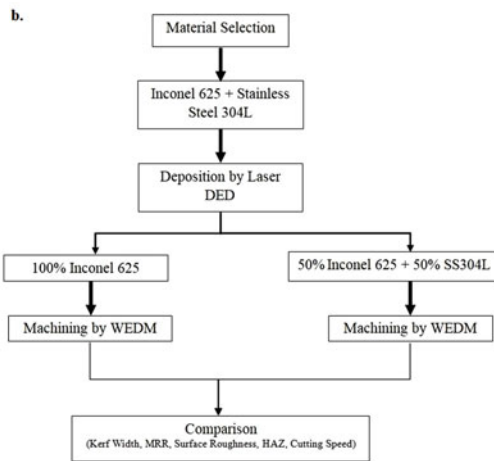 b.
Material Selection
Inconel 625 + Stainless
Steel 304L
Deposition by Laser
DED
100% Inconel 625
50% Inconel 625 + 50% SS304L
Machining by WEDM
Machining by WEDM
Comparison
(Kerf Width, MRR, Surface Roughness, HAZ, Cutting Speed)